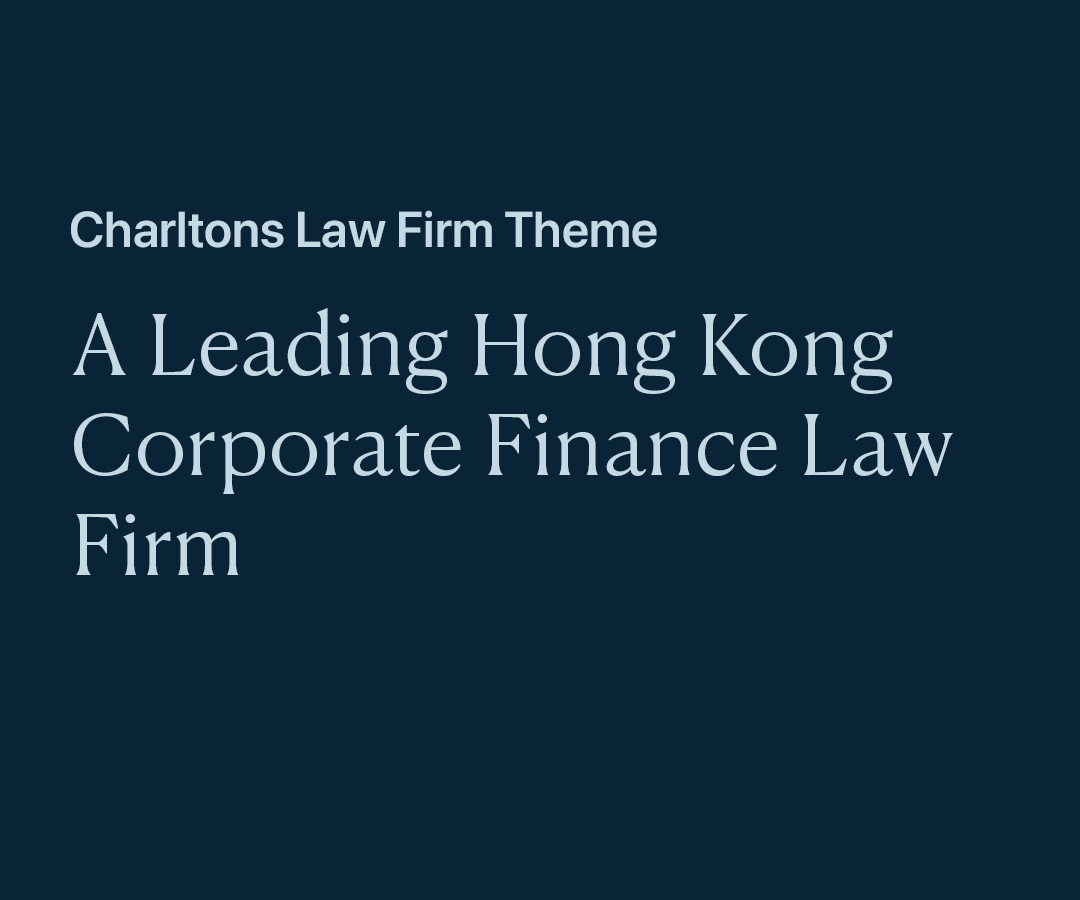 Charltons Law Firm Theme
A Leading Hong Kong
Corporate Finance Law
Firm